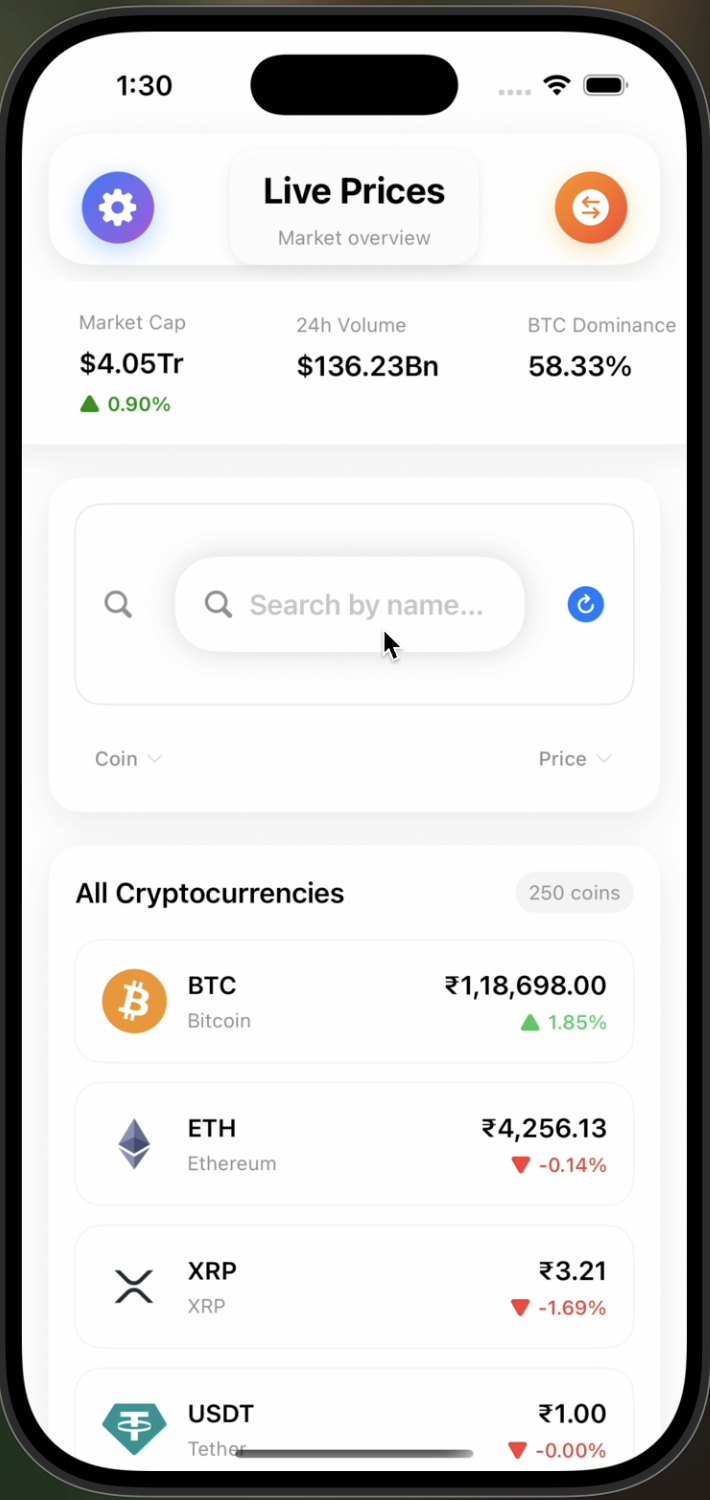 1:30
Live Prices
Market overview
Market Cap
$4.05Tr
0.90%
24h Volume
$136.23Bn
BTC Dominance
58.33%
Search by name...
Coin
Price
All Cryptocurrencies
250 coins
BTC
Bitcoin
₹1,18,698.00
1.85%
ETH
Ethereum
₹4,256.13
-0.14%
XRP
XRP
₹3.21
-1.69%
USDT
Tether
₹1.00
-0.00%